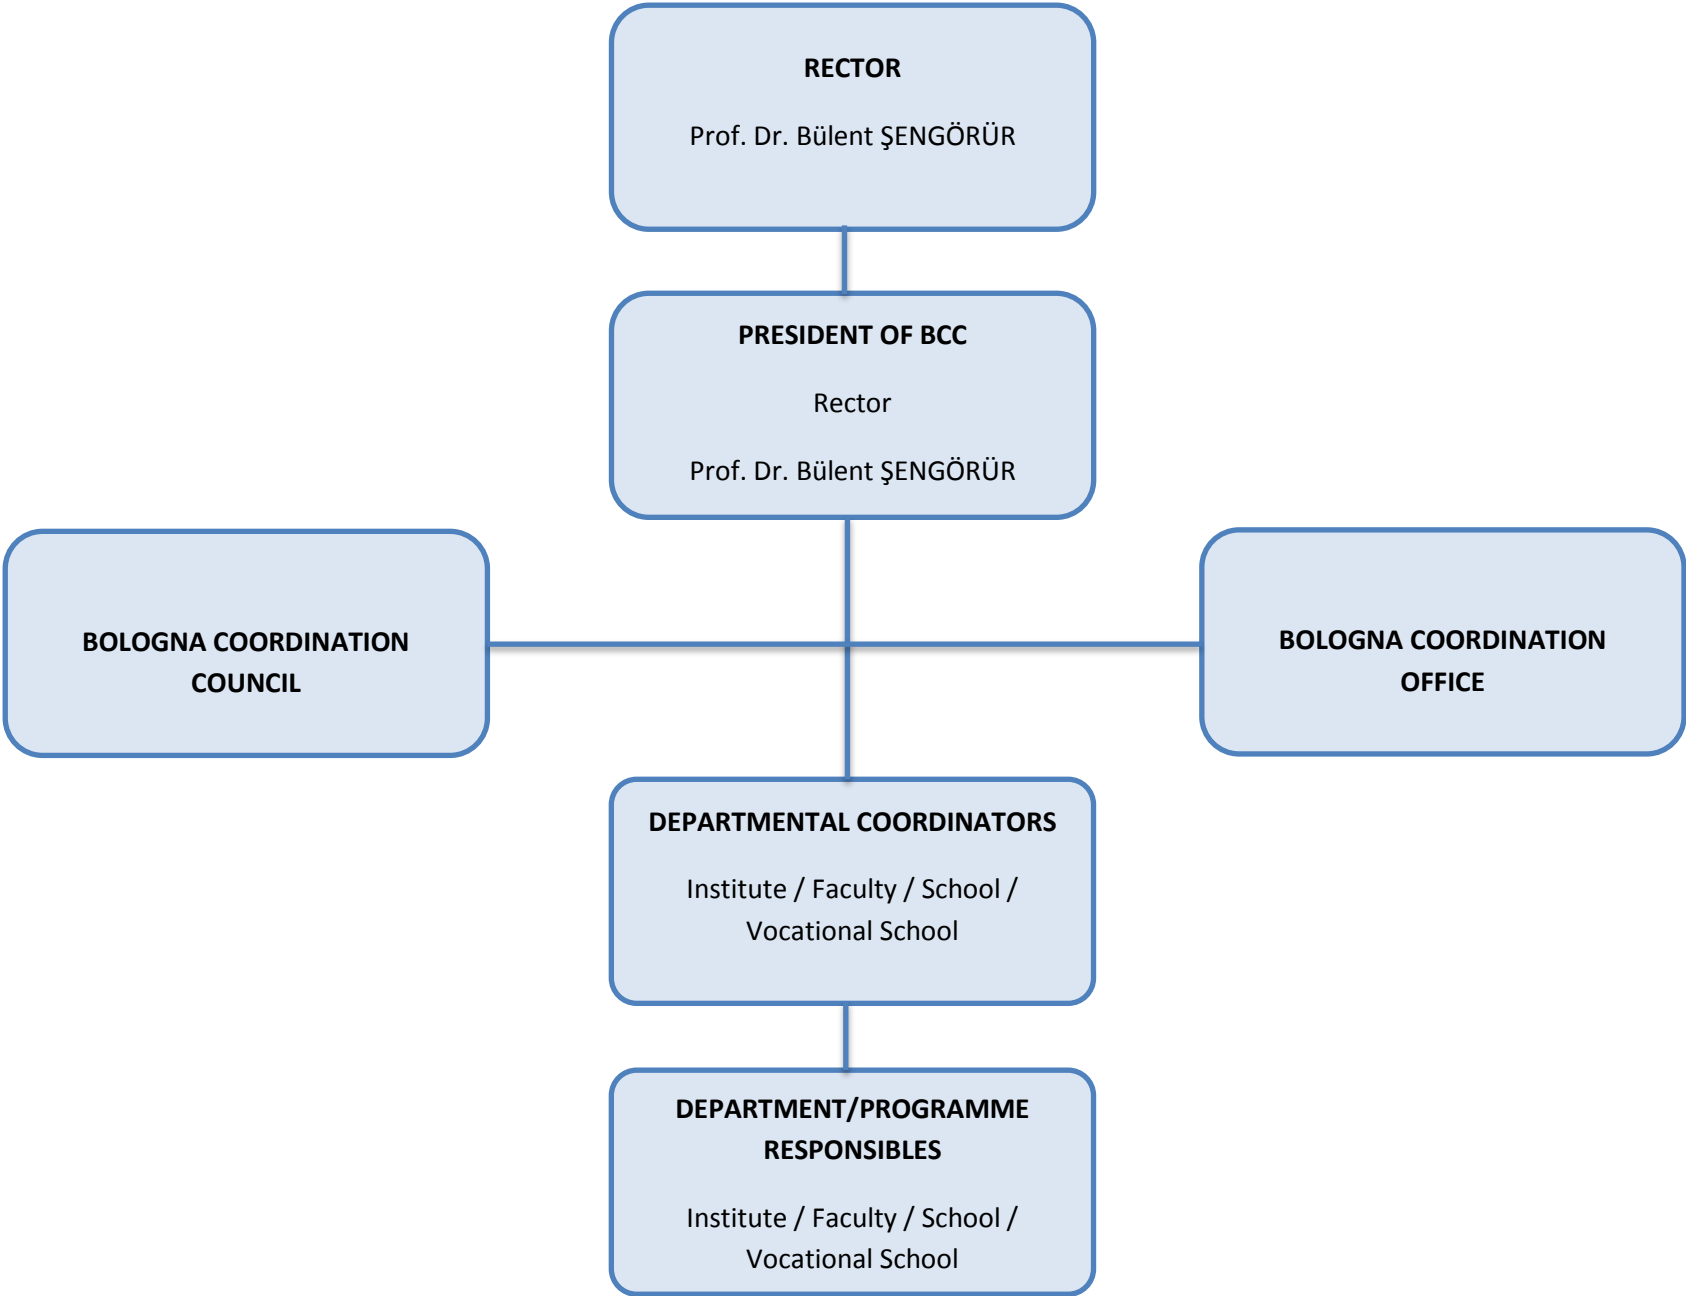 RECTOR
Prof. Dr. Bülent ŞENGÖRÜR
PRESIDENT OF BCC
Rector
Prof. Dr. Bülent ŞENGÖRÜR
BOLOGNA COORDINATION
COUNCIL
BOLOGNA COORDINATION
OFFICE
DEPARTMENTAL COORDINATORS
Institute / Faculty / School /
Vocational School
DEPARTMENT/PROGRAMME
RESPONSIBLES
Institute / Faculty / School /
Vocational School